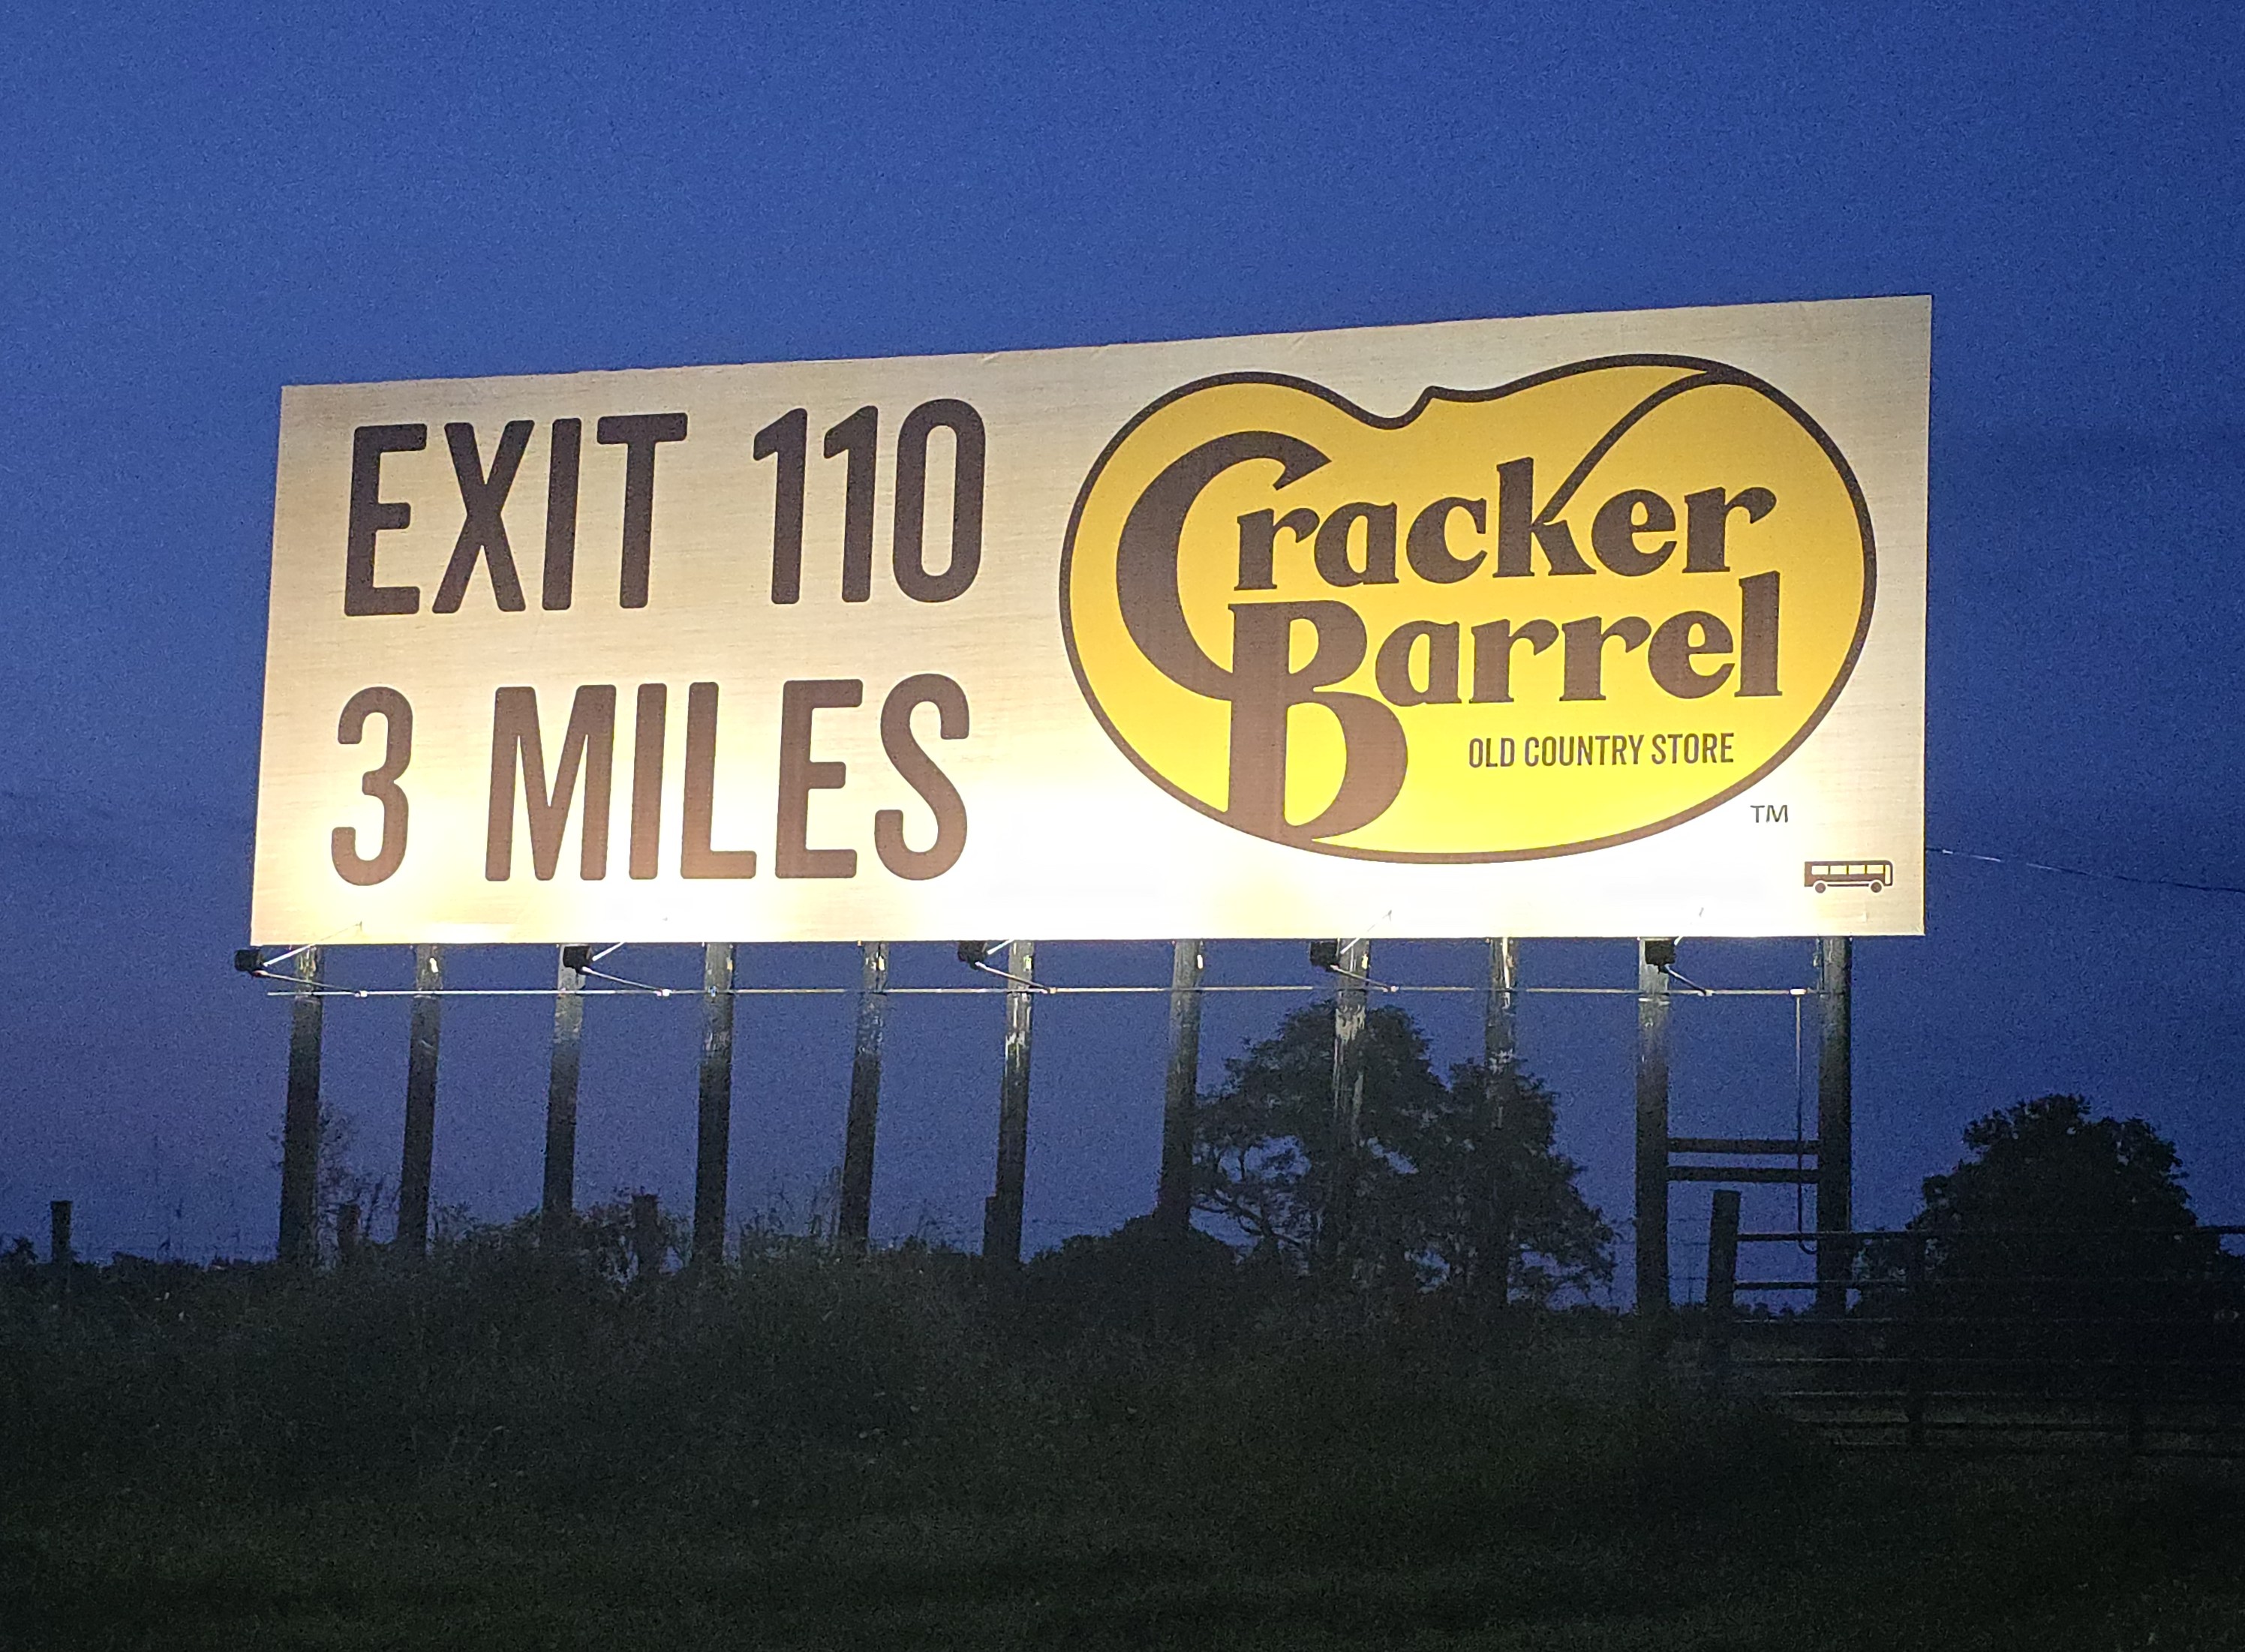 EXIT 110
3 MILES
Cracker
Barrel
OLD COUNTRY STORE
TM